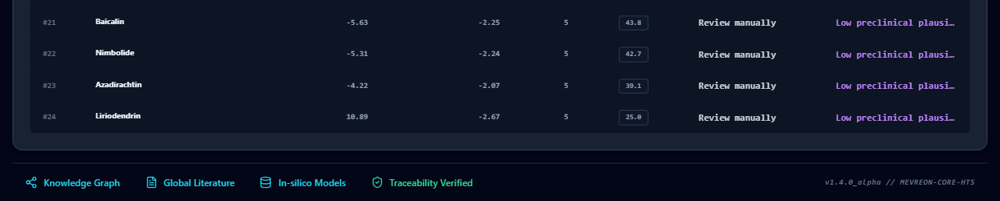 #21 Baicalin -5.63 -2.25 5 43.8 Review manually Low preclinical plausi…
#22 Nimbolide -5.31 -2.24 5 42.7 Review manually Low preclinical plausi…
#23 Azadirachtin -4.22 -2.07 5 39.1 Review manually Low preclinical plausi…
#24 Liriodendrin 10.89 -2.67 5 25.0 Review manually Low preclinical plausi…
Knowledge Graph Global Literature In-silico Models Traceability Verified v1.4.0_alpha // MEVREON-CORE-HTS